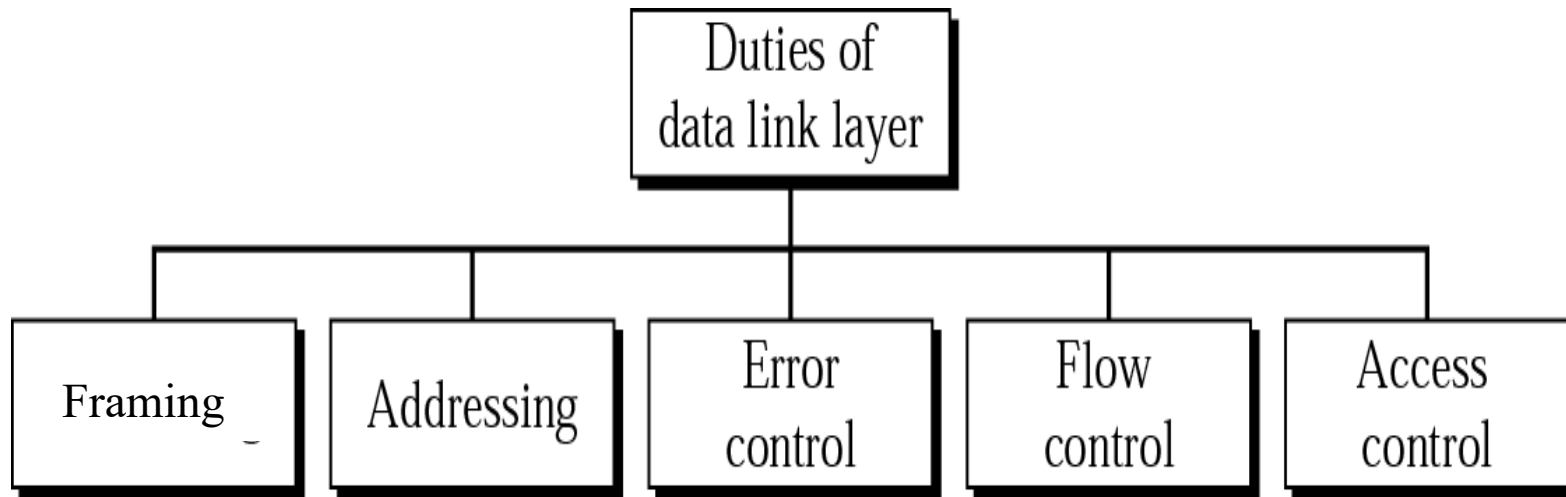 Duties of
data link layer
Framing
Addressing
Error
control
Flow
control
Access
control